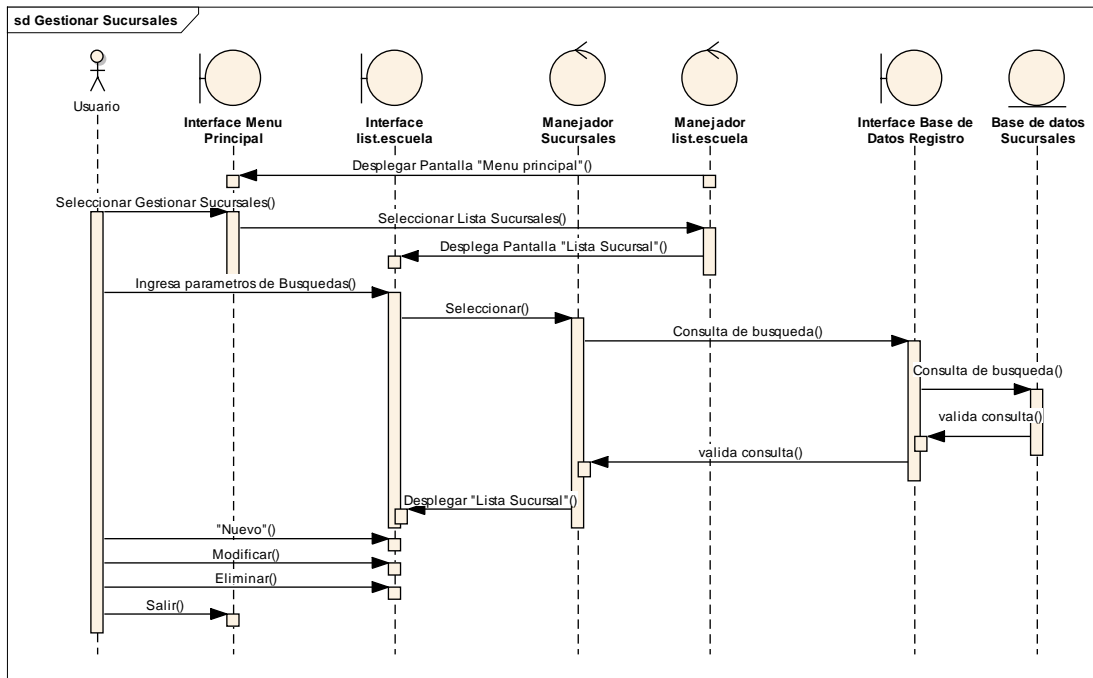 sd Gestionar Sucursales
Usuario
Interface Menu
Principal
Interface
list.escuela
Manejador
Sucursales
Manejador
list.escuela
Interface Base de
Datos Registro
Base de datos
Sucursales
Desplegar Pantalla "Menu principal"()
Seleccionar Gestionar Sucursales()
Seleccionar Lista Sucursales()
Desplega Pantalla "Lista Sucursal"()
Ingresa parametros de Busquedas()
Seleccionar()
Consulta de busqueda()
Consulta de busqueda()
valida consulta()
valida consulta()
Desplegar "Lista Sucursal"()
"Nuevo"()
Modificar()
Eliminar()
Salir()